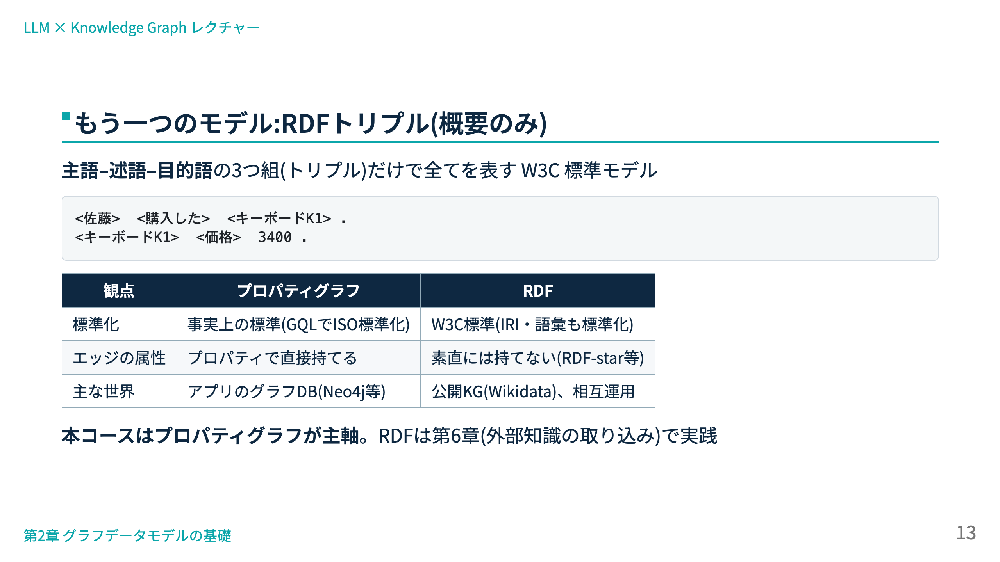 LLM × Knowledge Graph レクチャー
もう一つのモデル:RDFトリプル(概要のみ)
主語–述語–目的語の3つ組(トリプル)だけで全てを表す W3C 標準モデル
<佐藤>  <購入した>  <キーボードK1> .
<キーボードK1>  <価格>  3400 .
観点 プロパティグラフ RDF
標準化 事実上の標準(GQLでISO標準化) W3C標準(IRI・語彙も標準化)
エッジの属性 プロパティで直接持てる 素直には持てない(RDF-star等)
主な世界 アプリのグラフDB(Neo4j等) 公開KG(Wikidata)、相互運用
本コースはプロパティグラフが主軸。RDFは第6章(外部知識の取り込み)で実践
第2章 グラフデータモデルの基礎
13